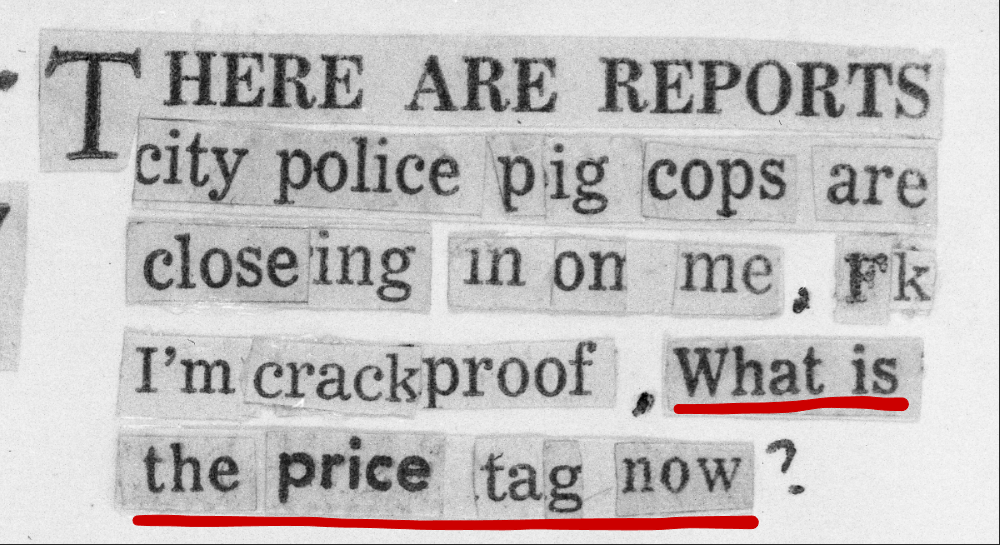 THERE ARE REPORTS
city police pig cops are
closeing in on me, Fk
I'm crackproof, What is
the price tag now?